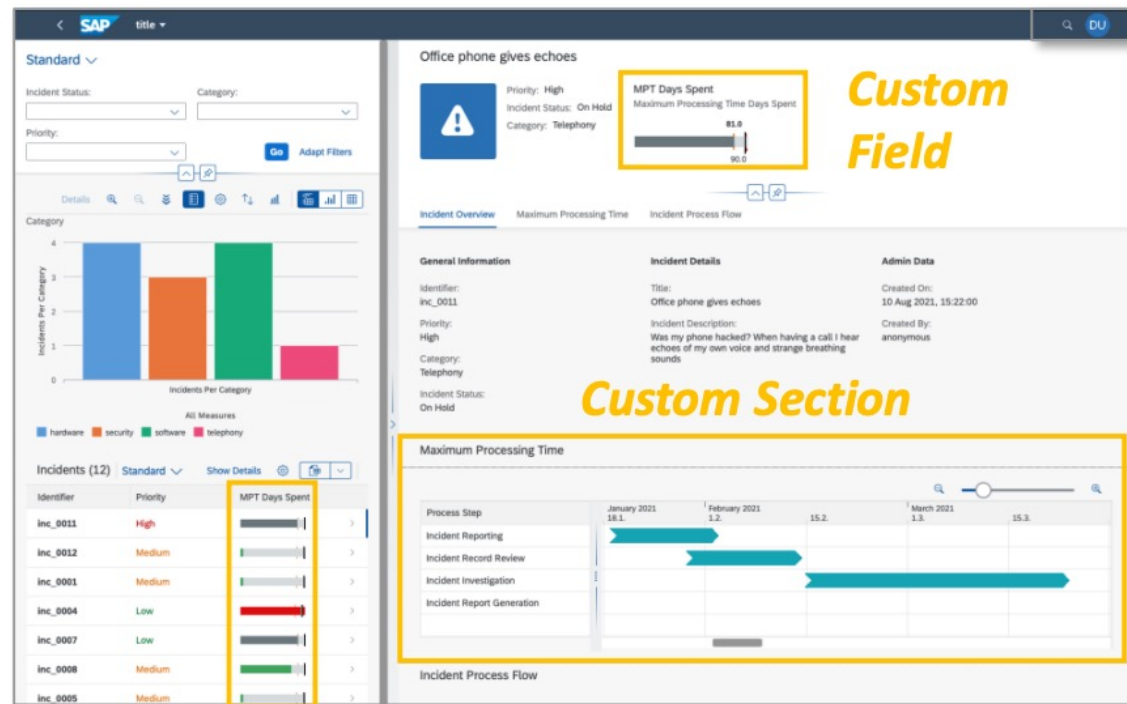 SAP title
DU
Standard
Incident Status:
Category:
Priority:
Go Adapt Filters
Details
Category
Incidents Per Category
4
3
2
1
0
Incidents Per Category
All Measures
hardware security software telephony
Incidents (12) Standard Show Details
Identifier Priority MPT Days Spent
inc_0011 High
inc_0012 Medium
inc_0001 Medium
inc_0004 Low
inc_0007 Low
inc_0008 Medium
inc_0005 Medium
Office phone gives echoes
Priority: High
Incident Status: On Hold
Category: Telephony
MPT Days Spent
Maximum Processing Time Days Spent
81.0
90.0
Custom
Field
Incident Overview Maximum Processing Time Incident Process Flow
General Information
Identifier:
inc_0011
Priority:
High
Category:
Telephony
Incident Status:
On Hold
Incident Details
Title:
Office phone gives echoes
Incident Description:
Was my phone hacked? When having a call I hear
echoes of my own voice and strange breathing
sounds
Admin Data
Created On:
10 Aug 2021, 15:22:00
Created By:
anonymous
Custom Section
Maximum Processing Time
Process Step
January 2021 February 2021 March 2021
18.1. 1.2. 15.2. 1.3. 15.3.
Incident Reporting
Incident Record Review
Incident Investigation
Incident Report Generation
Incident Process Flow